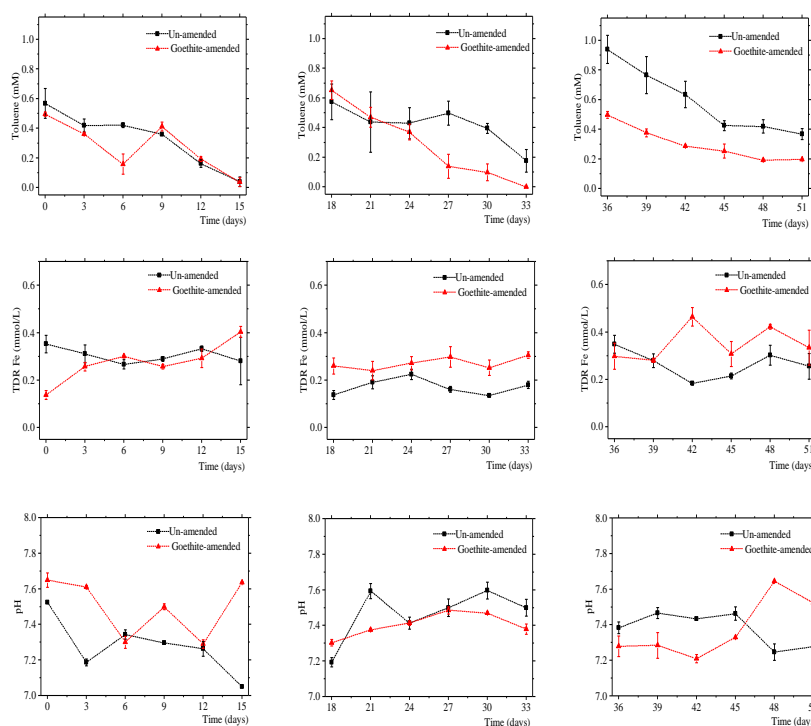 Toluene (mM)
1.0
0.8
0.6
0.4
0.2
0.0
Un-amended
Goethite-amended
0 3 6 9 12 15
Time (days)
Toluene (mM)
1.0
0.8
0.6
0.4
0.2
0.0
Un-amended
Goethite-amended
18 21 24 27 30 33
Time (days)
Toluene (mM)
1.0
0.8
0.6
0.4
0.2
0.0
Un-amended
Goethite-amended
36 39 42 45 48 51
Time (days)
TDR Fe (mmol/L)
0.6
0.4
0.2
0.0
Un-amended
Goethite-amended
0 3 6 9 12 15
Time (days)
TDR Fe (mmol/L)
0.6
0.4
0.2
0.0
Un-amended
Goethite-amended
18 21 24 27 30 33
Time (days)
TDR Fe (mmol/L)
0.6
0.4
0.2
0.0
Un-amended
Goethite-amended
36 39 42 45 48 51
Time (days)
pH
8.0
7.8
7.6
7.4
7.2
7.0
Un-amended
Goethite-amended
0 3 6 9 12 15
Time (days)
pH
8.0
7.8
7.6
7.4
7.2
7.0
Un-amended
Goethite-amended
18 21 24 27 30 33
Time (days)
pH
8.0
7.8
7.6
7.4
7.2
7.0
Un-amended
Goethite-amended
36 39 42 45 48
Time (days)